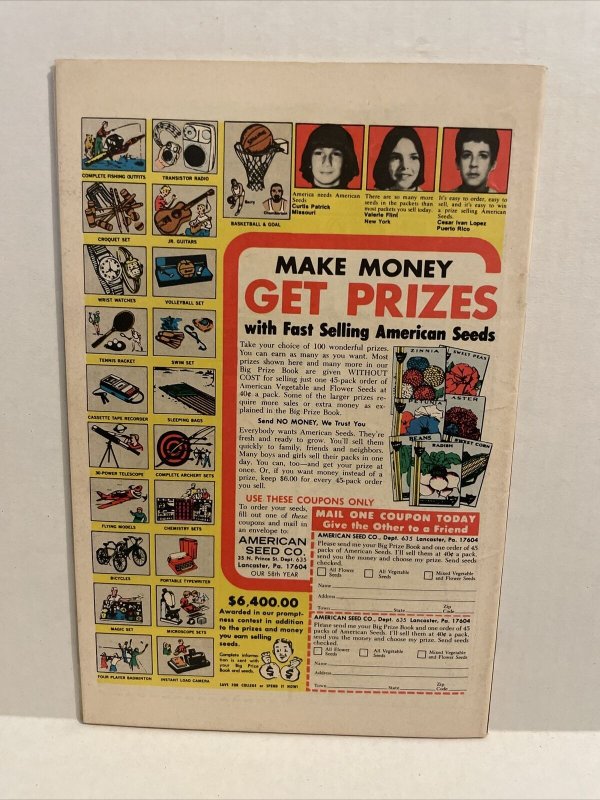 COMPLETE FISHING OUTFITS
TRANSISTOR RADIO
CROQUET SET
JR. GUITARS
BASKETBALL & GOAL
WRIST WATCHES
VOLLEYBALL SET
TENNIS RACKET
SWIM SET
CASSETTE TAPE RECORDER
SLEEPING BAGS
30-POWER TELESCOPE
COMPLETE ARCHERY SETS
FLYING MODELS
CHEMISTRY SETS
BICYCLES
PORTABLE TYPEWRITER
MAGIC SET
MICROSCOPE SETS
FOUR PLAYER BADMINTON
INSTANT LOAD CAMERA
America needs American
Seeds
Curtis Patrick
Missouri
There are so many more
seeds in the packets than
most packets you sell today.
Valerie Flini
New York
It's easy to order, easy to
sell, and it's easy to win
a prize selling American
Seeds.
Cesar Ivan Lopez
Puerto Rico
MAKE MONEY
GET PRIZES
with Fast Selling American Seeds
Take your choice of 100 wonderful prizes.
You can earn as many as you want. Most
prizes shown here and many more in our
Big Prize Book are given WITHOUT
COST for selling just one 45-pack order of
American Vegetable and Flower Seeds at
40¢ a pack. Some of the larger prizes re-
quire more sales or extra money as ex-
plained in the Big Prize Book.
Send NO MONEY, We Trust You
Everybody wants American Seeds. They're
fresh and ready to grow. You'll sell them
quickly to family, friends and neighbors.
Many boys and girls sell their packs in one
day. You can, too—and get your prize at
once. Or, if you want money instead of a
prize, keep $6.00 for every 45-pack order
you sell.
ZINNIA
SWEET PEAS
ASTER
BEANS
RADISH
SWEET CORN
USE THESE COUPONS ONLY
To order your seeds,
fill out one of these
coupons and mail in
an envelope to:
AMERICAN
SEED CO.
35 N. Prince St. Dept. 635
Lancaster, Pa. 17604
OUR 58th YEAR
$6,400.00
Awarded in our prompt-
ness contest in addition
to the prizes and money
you earn selling
seeds.
Complete informa-
tion is sent with
your Big Prize
Book and seeds.
SAVE FOR COLLEGE or SPEND IT NOW!
MAIL ONE COUPON TODAY
Give the Other to a Friend
AMERICAN SEED CO., Dept. 635 Lancaster, Pa. 17604
Please send me your Big Prize Book and one order of 45
packs of American Seeds. I'll sell them at 40¢ a pack,
send you the money and choose my prize. Send seeds
checked.
All Flower Seeds
All Vegetable Seeds
Mixed Vegetable and Flower Seeds
Name
Address
Town State Zip Code
AMERICAN SEED CO., Dept. 635 Lancaster, Pa. 17604
Please send me your Big Prize Book and one order of 45
packs of American Seeds. I'll sell them at 40¢ a pack,
send you the money and choose my prize. Send seeds
checked.
All Flower Seeds
All Vegetable Seeds
Mixed Vegetable and Flower Seeds
Name
Address
Town State Zip Code